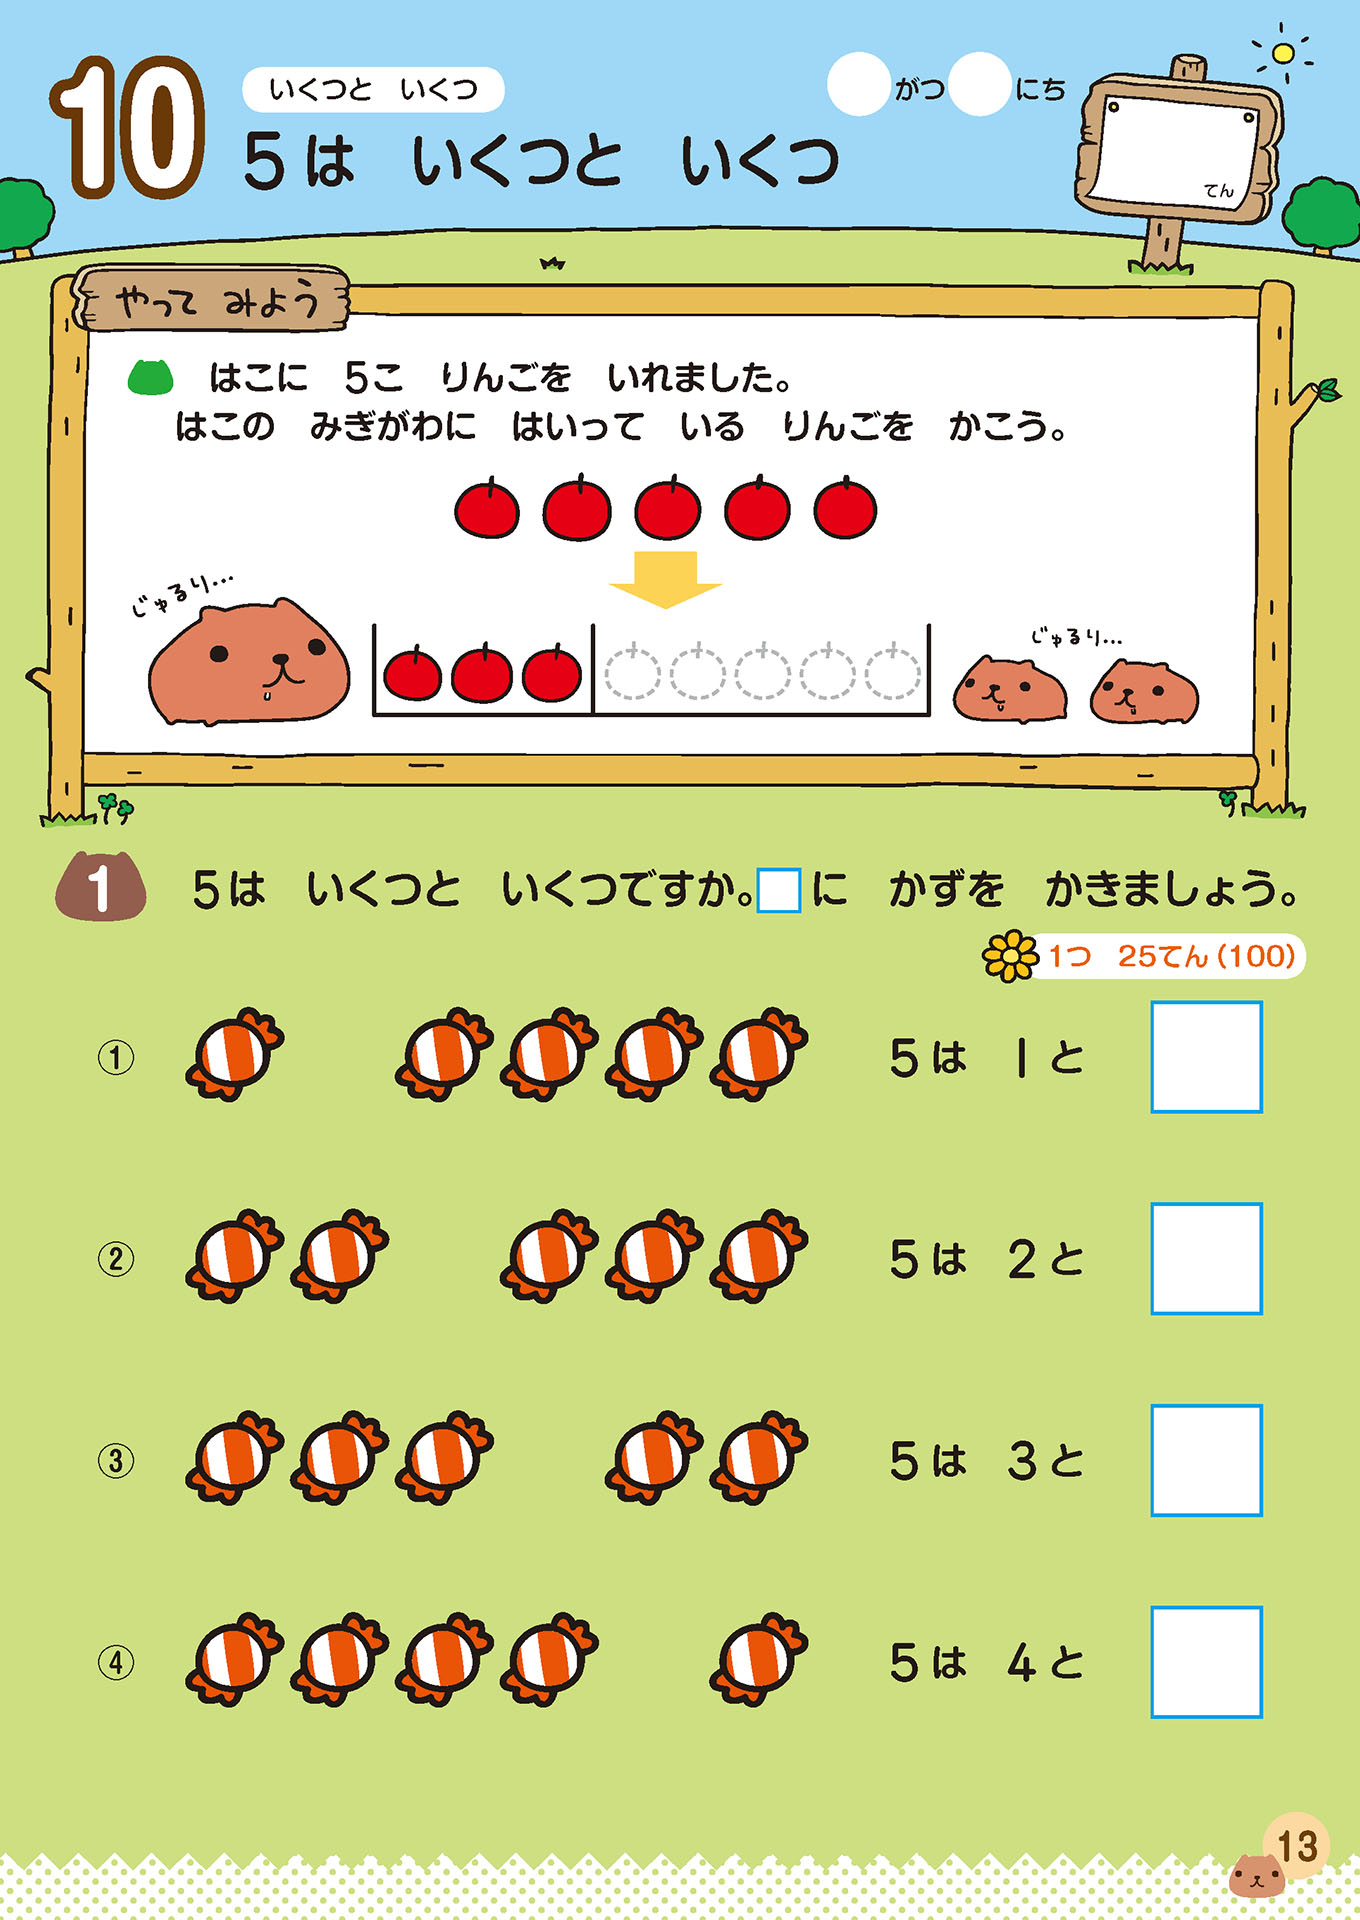 10
いくつと いくつ
がつ にち
5は いくつと いくつ
てん
やって みよう
はこに 5こ りんごを いれました。
はこの みぎがわに はいって いる りんごを かこう。
じゅるり…
じゅるり…
1 5は いくつと いくつですか。□に かずを かきましょう。
1つ 25てん(100)
① 5は 1と
② 5は 2と
③ 5は 3と
④ 5は 4と
13